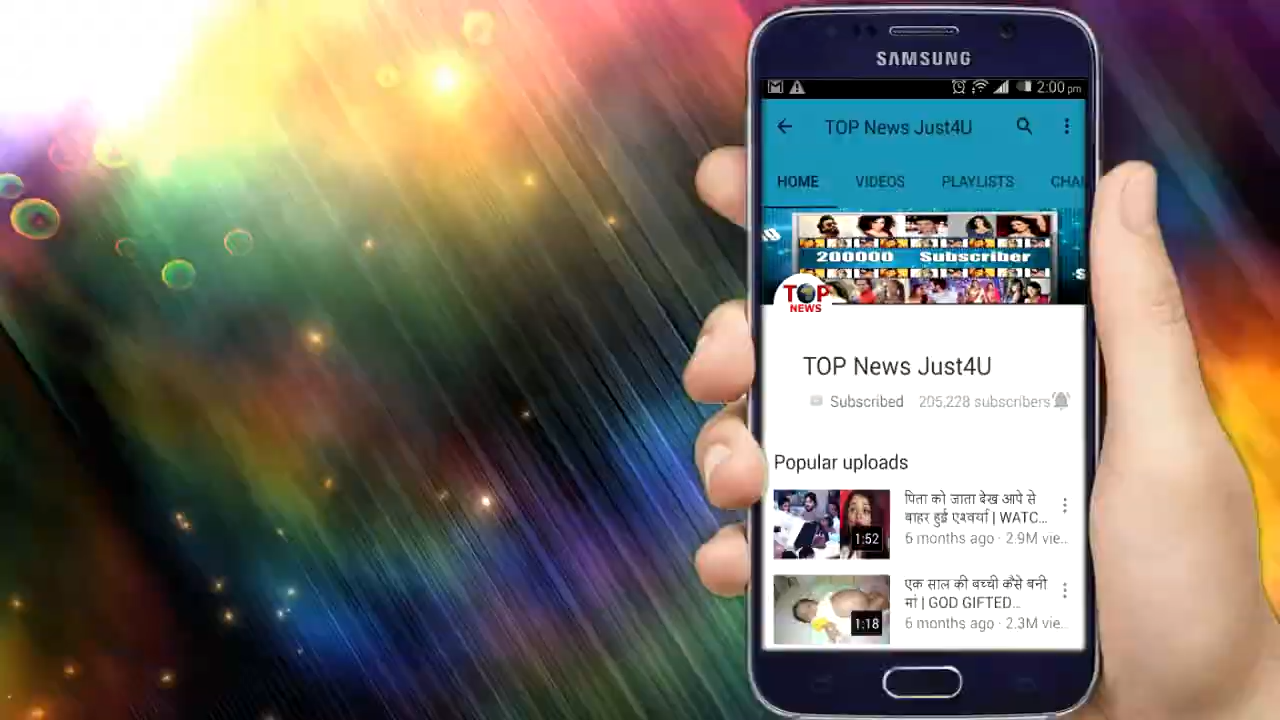 SAMSUNG
2:00 pm
TOP News Just4U
HOME VIDEOS PLAYLISTS CHA
200000 Subscriber
TOP
NEWS
TOP News Just4U
Subscribed 205,228 subscribers
Popular uploads
पिता को जाता देख आपे से
बाहर हुई एश्वर्या | WATC...
6 months ago · 2.9M vie...
1:52
एक साल की बच्ची कैसे बनी
मां | GOD GIFTED...
6 months ago · 2.3M vie...
1:18